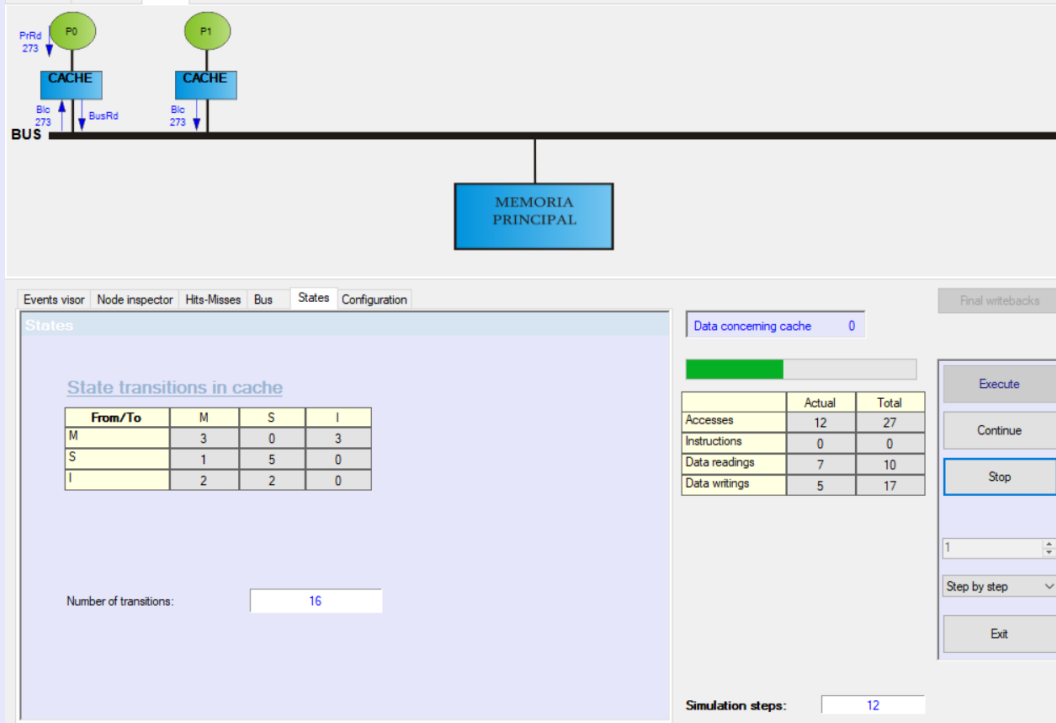 P0
P1
PrRd
273
CACHE
CACHE
Blc
273
BusRd
Blc
273
BUS
MEMORIA
PRINCIPAL
Events visor
Node inspector
Hits-Misses
Bus
States
Configuration
States
State transitions in cache
From/To M S I
M 3 0 3
S 1 5 0
I 2 2 0
Number of transitions: 16
Data concerning cache 0
Actual Total
Accesses 12 27
Instructions 0 0
Data readings 7 10
Data writings 5 17
Simulation steps: 12
Final writebacks
Execute
Continue
Stop
1
Step by step
Exit